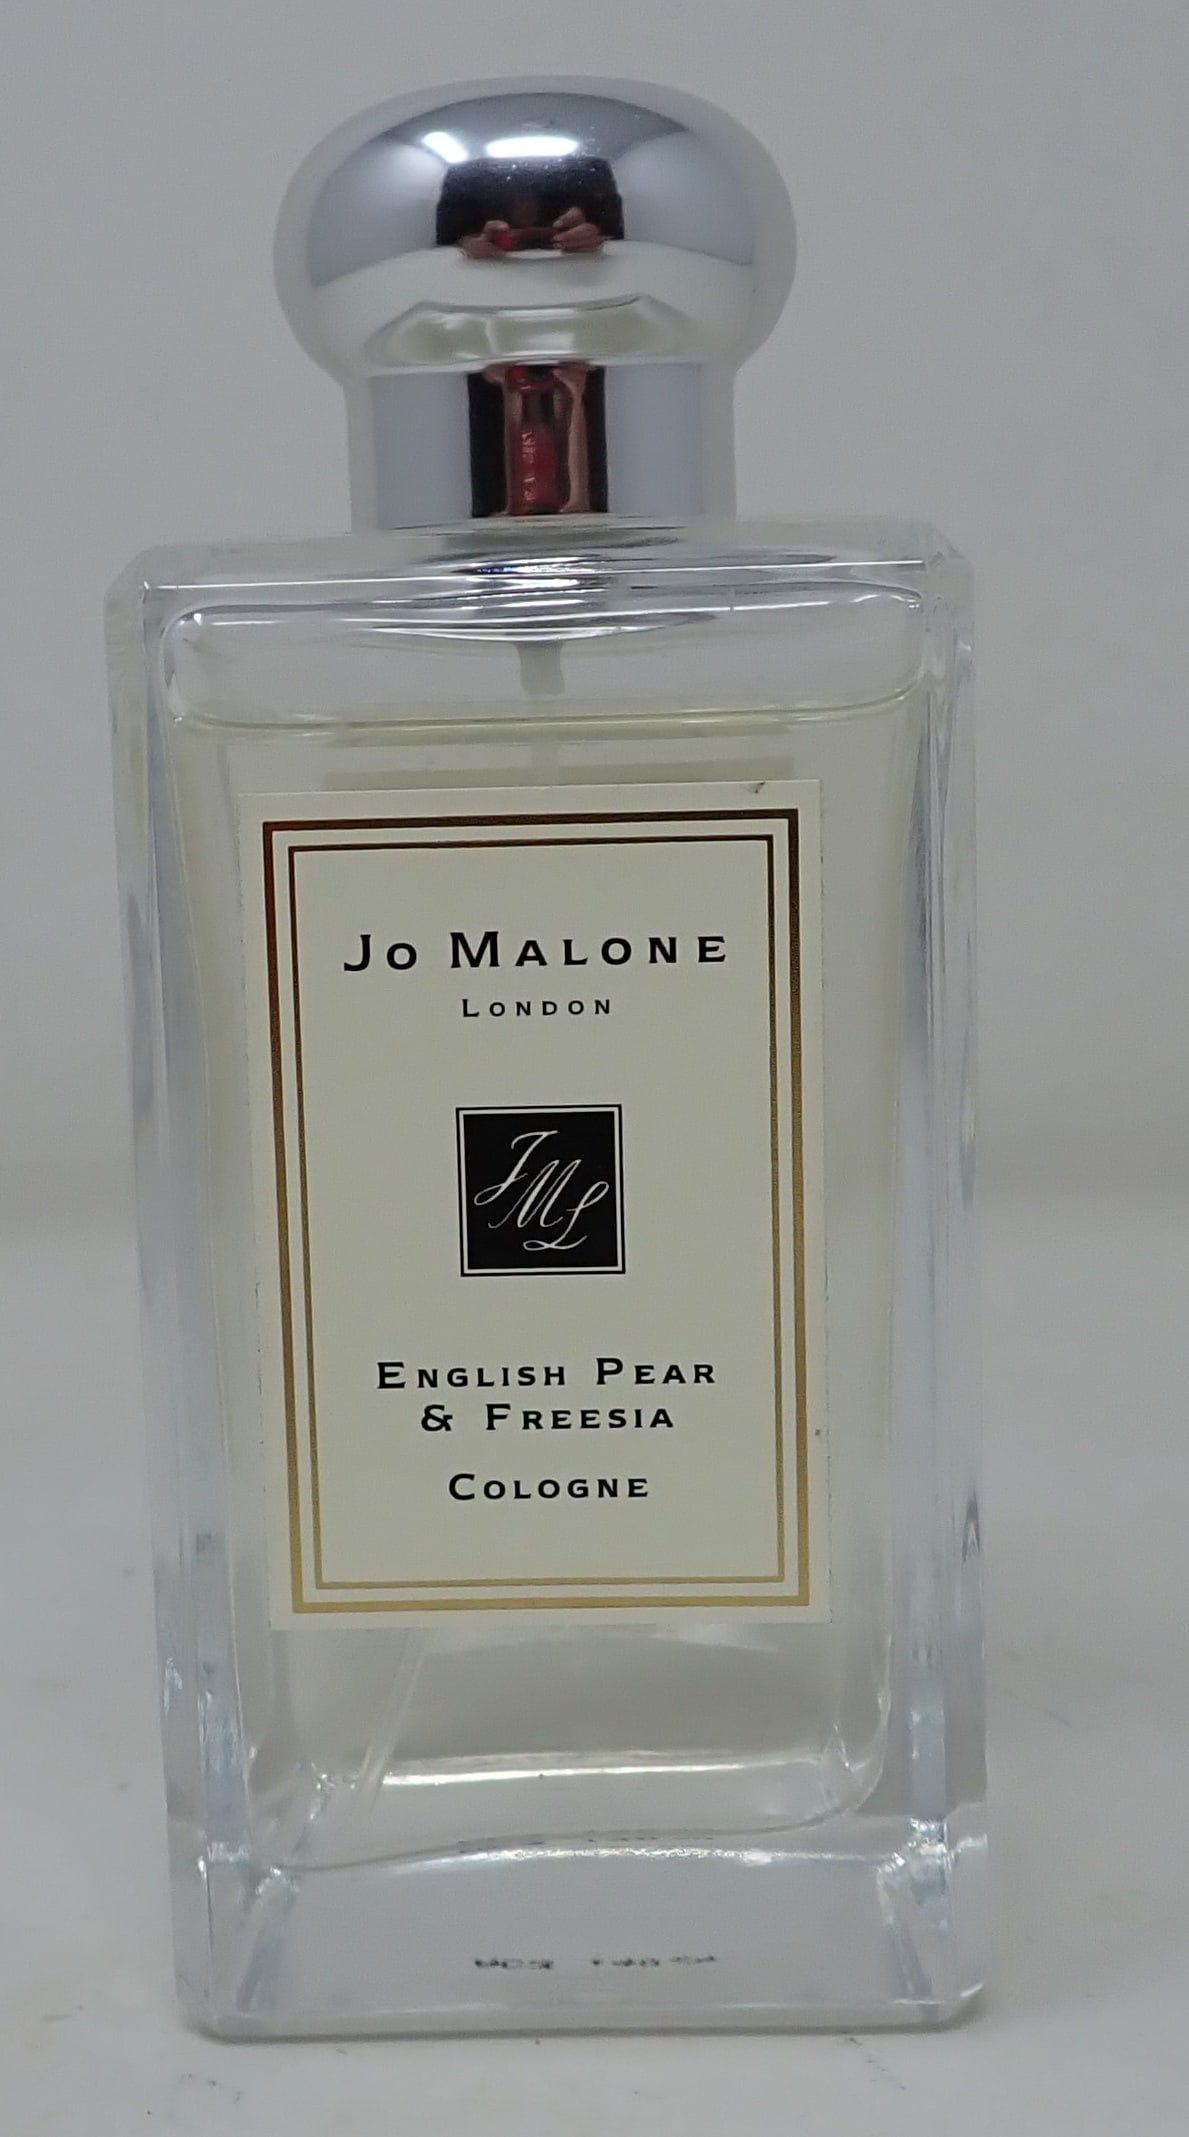 Jo Malone
London
JML
English Pear
& Freesia
Cologne